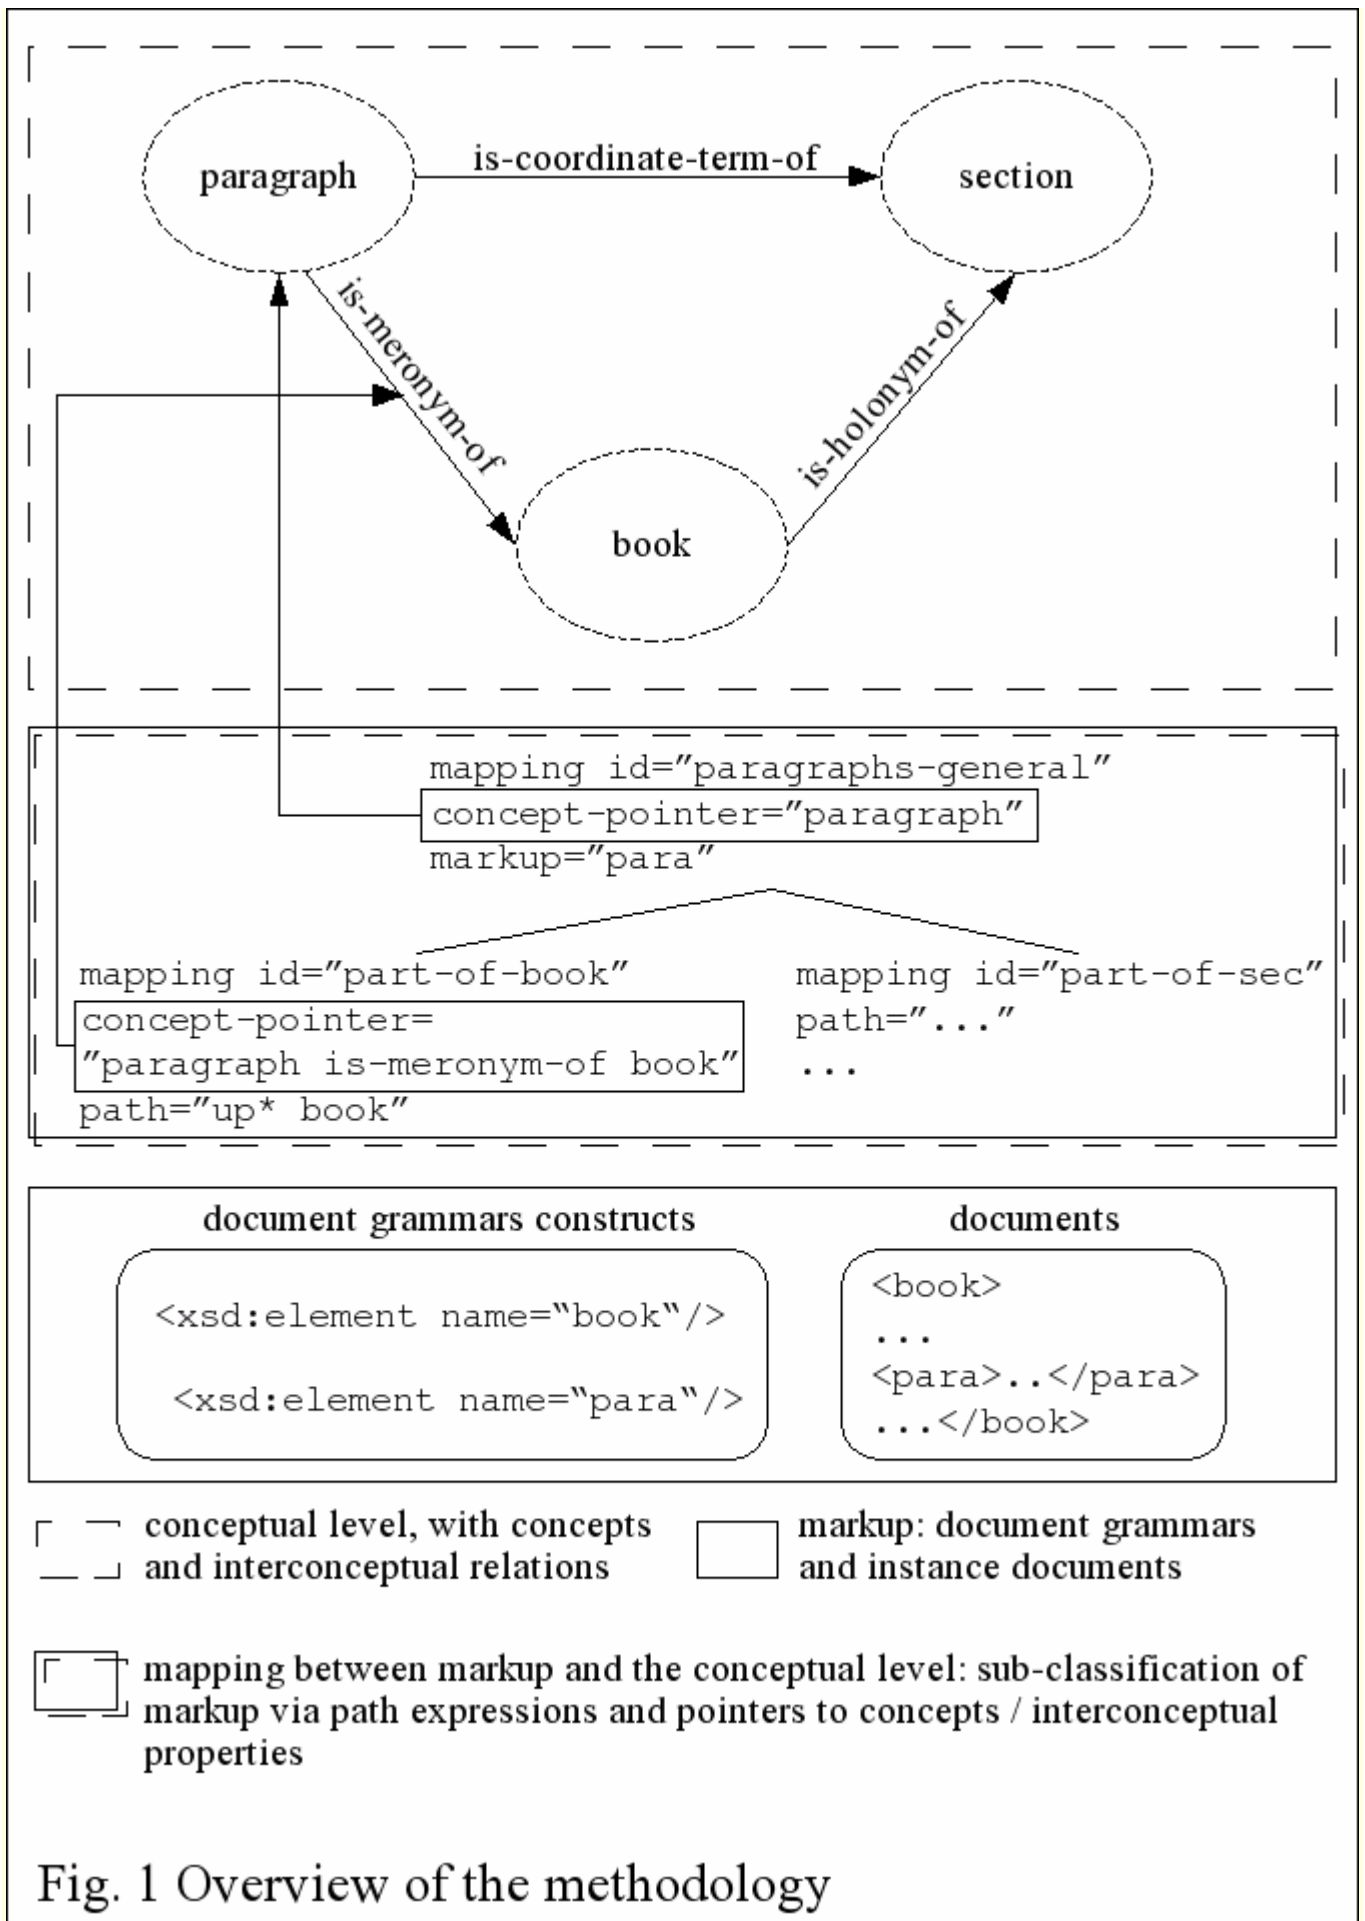 paragraph
is-coordinate-term-of
section
is-meronym-of
is-holonym-of
book
mapping id=”paragraphs-general”
concept-pointer=”paragraph”
markup=”para”
mapping id=”part-of-book”
concept-pointer=
”paragraph is-meronym-of book”
path=”up* book”
mapping id=”part-of-sec”
path=”...”
...
document grammars constructs
<xsd:element name=“book“/>
<xsd:element name=“para“/>
documents
<book>
...
<para>..</para>
...</book>
conceptual level, with concepts
and interconceptual relations
markup: document grammars
and instance documents
mapping between markup and the conceptual level: sub-classification of
markup via path expressions and pointers to concepts / interconceptual
properties
Fig. 1 Overview of the methodology